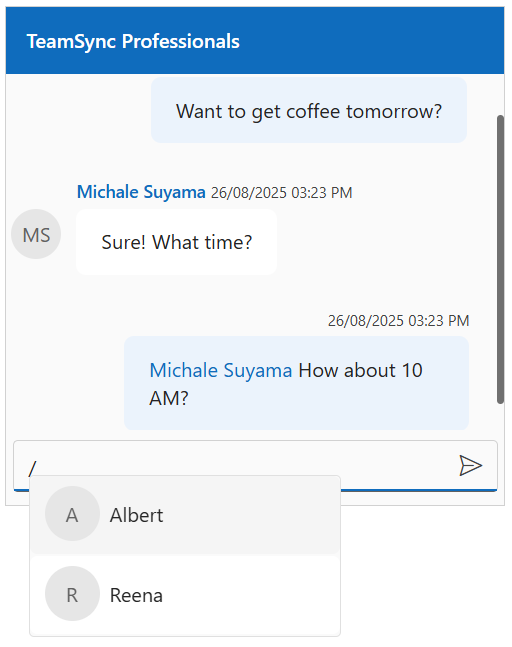 TeamSync Professionals
Want to get coffee tomorrow?
Michale Suyama 26/08/2025 03:23 PM
MS
Sure! What time?
26/08/2025 03:23 PM
Michale Suyama How about 10
AM?
/
A Albert
R Reena